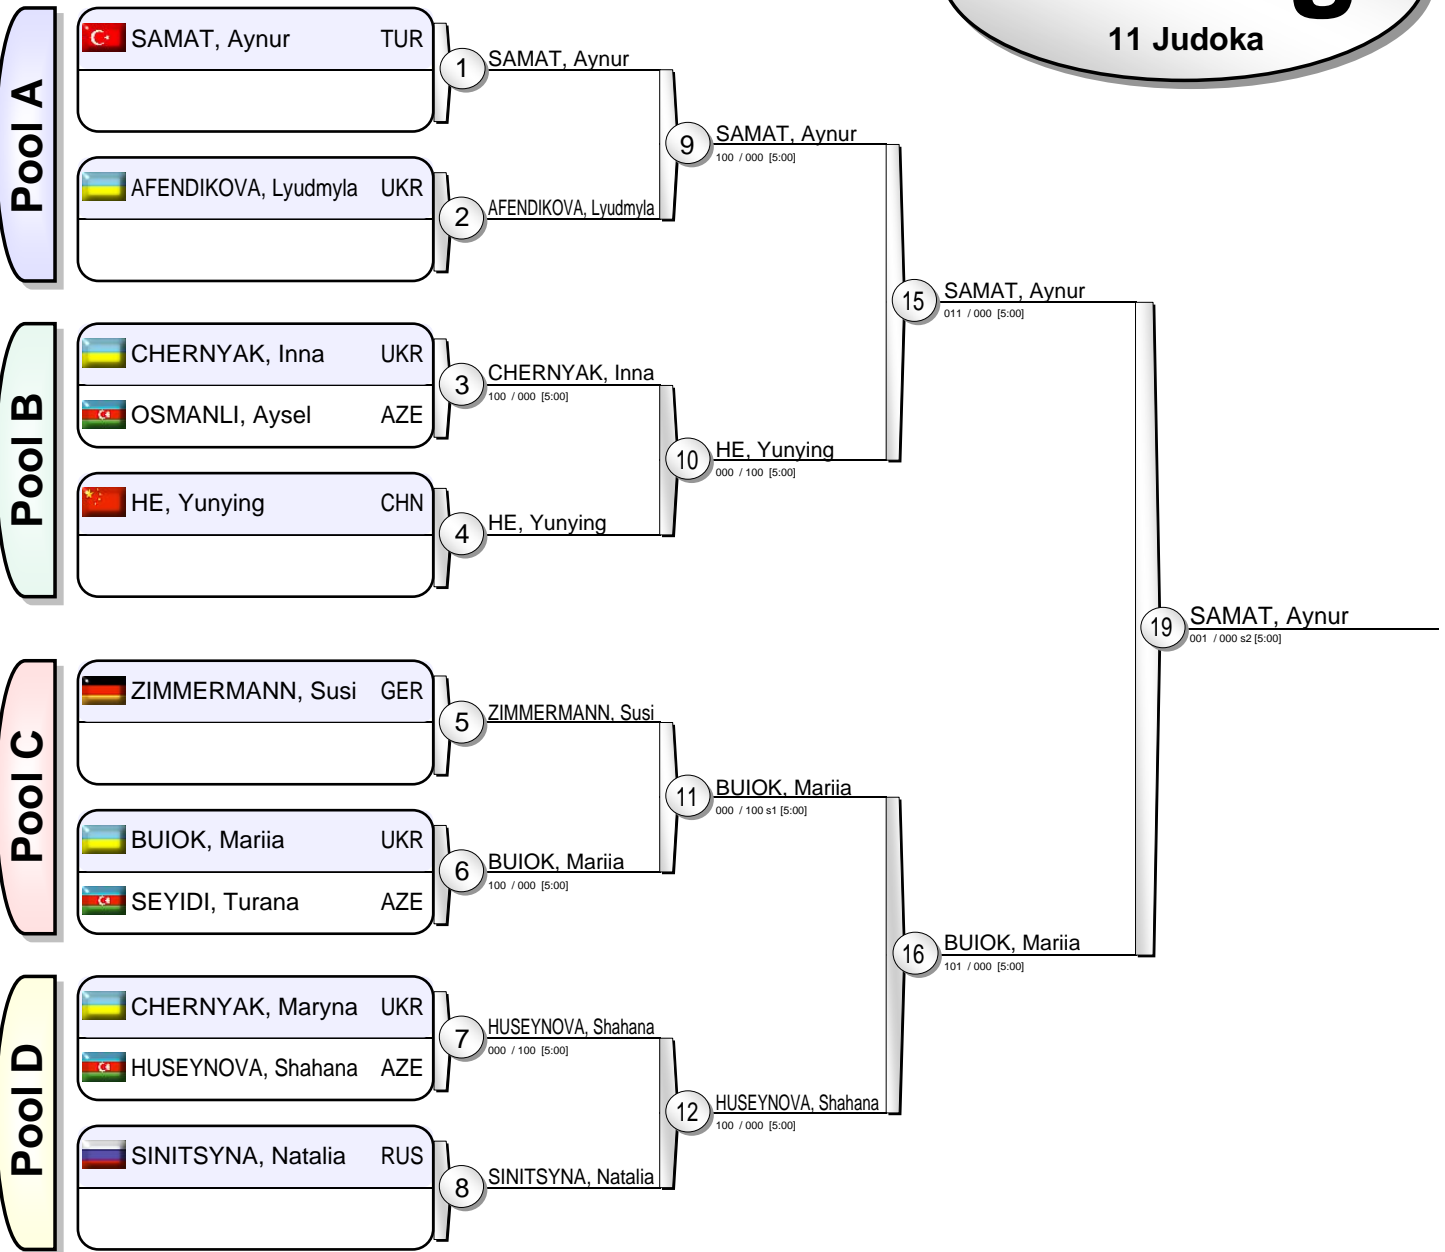 11 Judoka
Pool A
SAMAT, Aynur TUR
1
SAMAT, Aynur
AFENDIKOVA, Lyudmyla UKR
2
AFENDIKOVA, Lyudmyla
9
SAMAT, Aynur
100 / 000 [5:00]
Pool B
CHERNYAK, Inna UKR
OSMANLI, Aysel AZE
3
CHERNYAK, Inna
100 / 000 [5:00]
HE, Yunying CHN
4
HE, Yunying
10
HE, Yunying
000 / 100 [5:00]
15
SAMAT, Aynur
011 / 000 [5:00]
Pool C
ZIMMERMANN, Susi GER
5
ZIMMERMANN, Susi
BUIOK, Mariia UKR
SEYIDI, Turana AZE
6
BUIOK, Mariia
100 / 000 [5:00]
11
BUIOK, Mariia
000 / 100 s1 [5:00]
Pool D
CHERNYAK, Maryna UKR
HUSEYNOVA, Shahana AZE
7
HUSEYNOVA, Shahana
000 / 100 [5:00]
SINITSYNA, Natalia RUS
8
SINITSYNA, Natalia
12
HUSEYNOVA, Shahana
100 / 000 [5:00]
16
BUIOK, Mariia
101 / 000 [5:00]
19
SAMAT, Aynur
001 / 000 s2 [5:00]